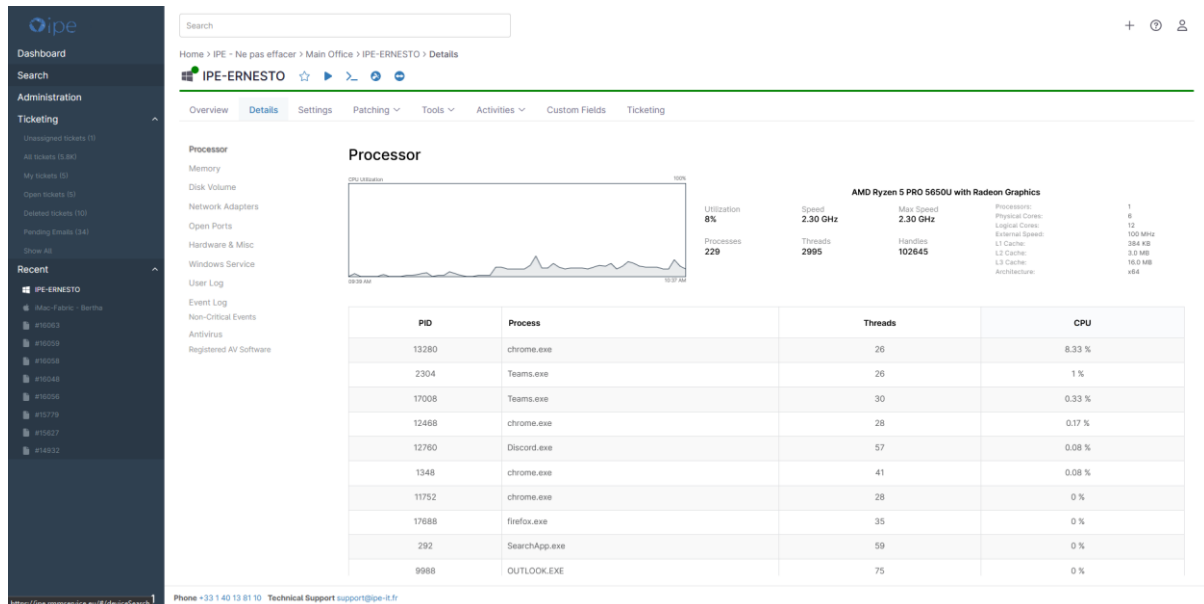 ipe
Search
Dashboard
Search
Administration
Ticketing
Unassigned tickets (1)
All tickets (5.8K)
My tickets (5)
Open tickets (5)
Deleted tickets (10)
Pending Emails (34)
Show All
Recent
IPE-ERNESTO
iMac-Fabric - Bertha
#16063
#16059
#16058
#16048
#16056
#15779
#15627
#14932
Home > IPE - Ne pas effacer > Main Office > IPE-ERNESTO > Details
IPE-ERNESTO
Overview Details Settings Patching Tools Activities Custom Fields Ticketing
Processor
Memory
Disk Volume
Network Adapters
Open Ports
Hardware & Misc
Windows Service
User Log
Event Log
Non-Critical Events
Antivirus
Registered AV Software
Processor
CPU Utilization 100%
09:09 AM 10:37 AM
AMD Ryzen 5 PRO 5650U with Radeon Graphics
Utilization Speed Max Speed
8% 2.30 GHz 2.30 GHz
Processes Threads Handles
229 2995 102645
Processors: 1
Physical Cores: 6
Logical Cores: 12
External Speed: 100 MHz
L1 Cache: 384 KB
L2 Cache: 3.0 MB
L3 Cache: 16.0 MB
Architecture: x64
PID Process Threads CPU
13280 chrome.exe 26 8.33 %
2304 Teams.exe 26 1 %
17008 Teams.exe 30 0.33 %
12468 chrome.exe 28 0.17 %
12760 Discord.exe 57 0.08 %
1348 chrome.exe 41 0.08 %
11752 chrome.exe 28 0 %
17688 firefox.exe 35 0 %
292 SearchApp.exe 59 0 %
9988 OUTLOOK.EXE 75 0 %
1
Phone +33 1 40 13 81 10 Technical Support support@ipe-it.fr